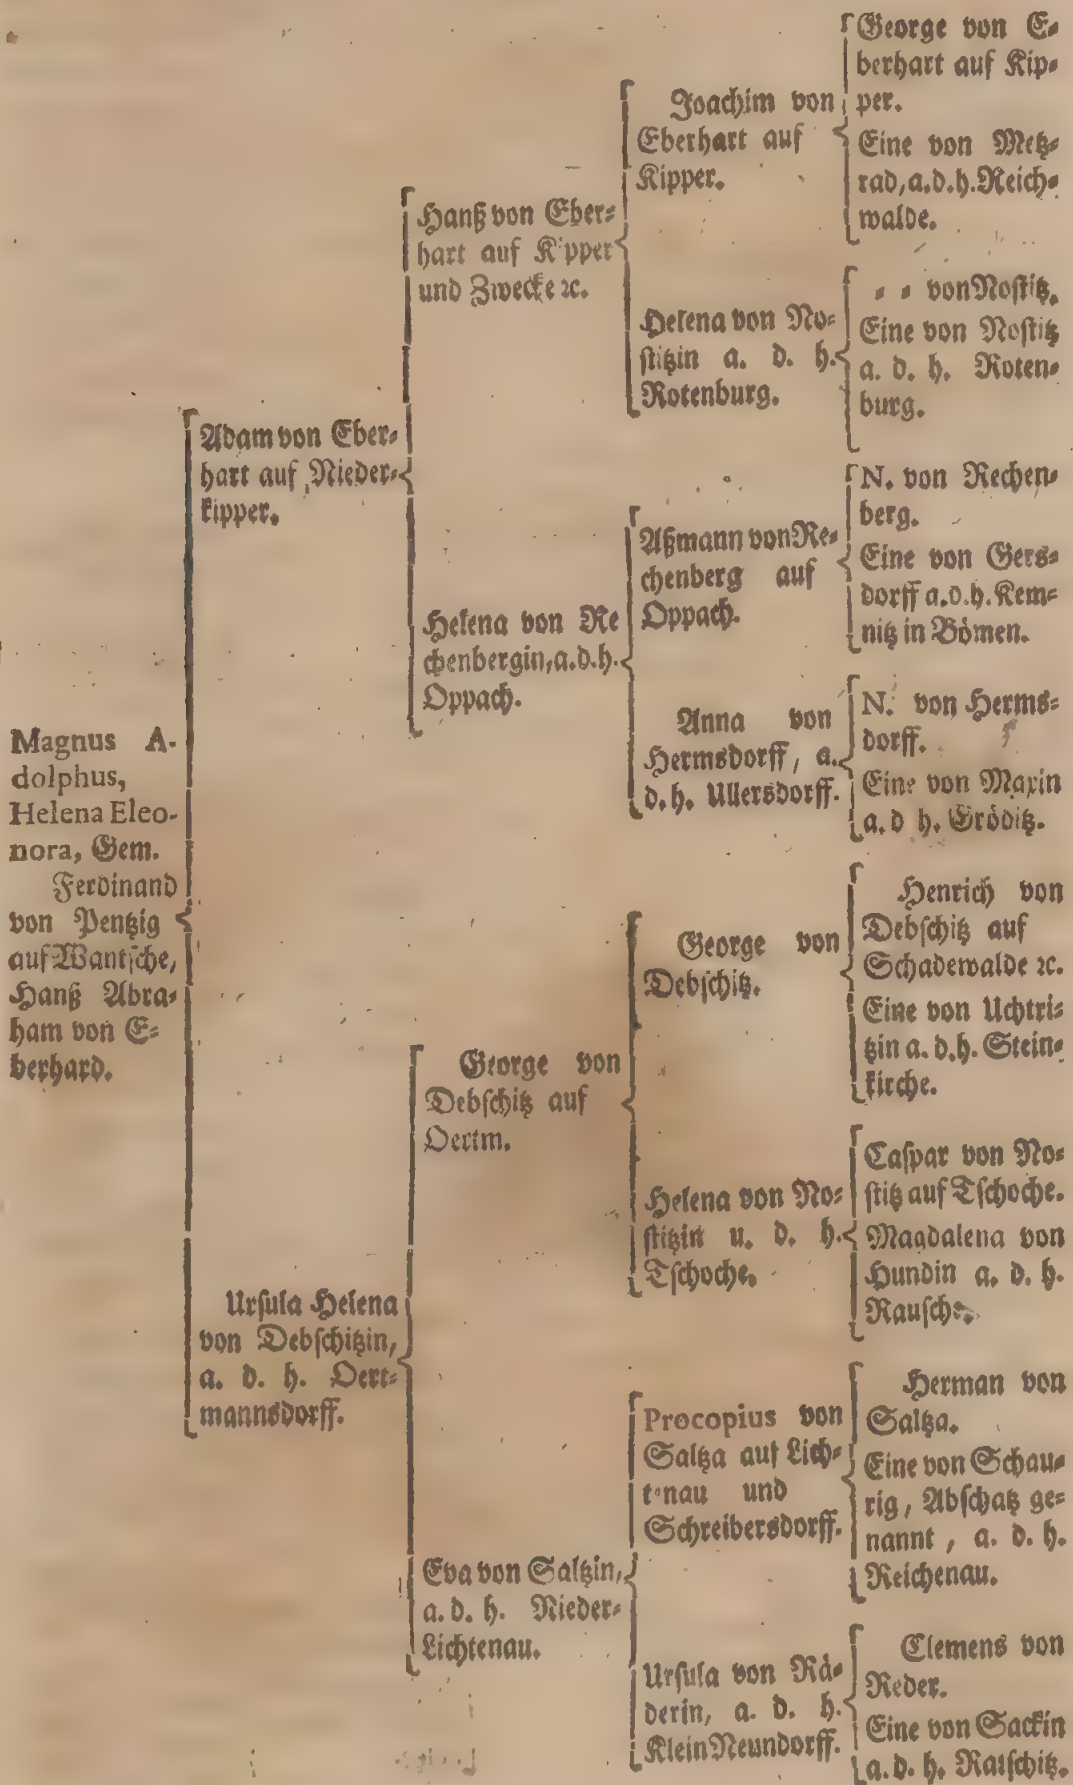 Magnus A-
dolphus,
Helena Eleo-
nora, Gem.
Ferdinand
von Pentzig
auf Wantsche,
Hanß Abra-
ham von E-
berhard.
Adam von Eber-
hart auf Nieder-
kipper.
Ursula Helena
von Debschitzin,
a. d. h. Oert-
mannsdorff.
Hanß von Eber-
hart auf Kipper
und Zwecke ꝛc.
Helena von Re
chenbergin, a.d.h.
Oppach.
George von
Debschitz auf
Oertm.
Eva von Saltzin,
a. d. h. Nieder-
Lichtenau.
Joachim von
Eberhart auf
Kipper.
Helena von No-
stitzin a. d. h.
Rotenburg.
Aßmann von Re-
chenberg auf
Oppach.
Anna von
Hermsdorff, a.
d. h. Ullersdorff.
George von
Debschitz.
Helena von No-
stitzin u. d. h.
Tschoche.
Procopius von
Saltza auf Lich-
tenau und
Schreibersdorff.
Ursula von Rä-
derin, a. d. h.
Klein Neundorff.
George von E-
berhart auf Kip-
per.
Eine von Metz-
rad, a.d.h. Reich-
walde.
- - von Nostitz.
Eine von Nostitz
a. d. h. Roten-
burg.
N. von Rechen-
berg.
Eine von Gers-
dorff a.d.h. Kem-
nitz in Bömen.
N. von Herms-
dorff.
Eine von Maxin
a. d h. Gröditz.
Henrich von
Debschitz auf
Schadewalde ꝛc.
Eine von Uchtri-
tzin a. d.h. Stein-
kirche.
Caspar von No-
stitz auf Tschoche.
Magdalena von
Hundin a. d. h.
Rausche.
Herman von
Saltza.
Eine von Schau-
rig, Abschatz ge-
nannt, a. d. h.
Reichenau.
Clemens von
Reder.
Eine von Sackin
a. d. h. Ratschitz.